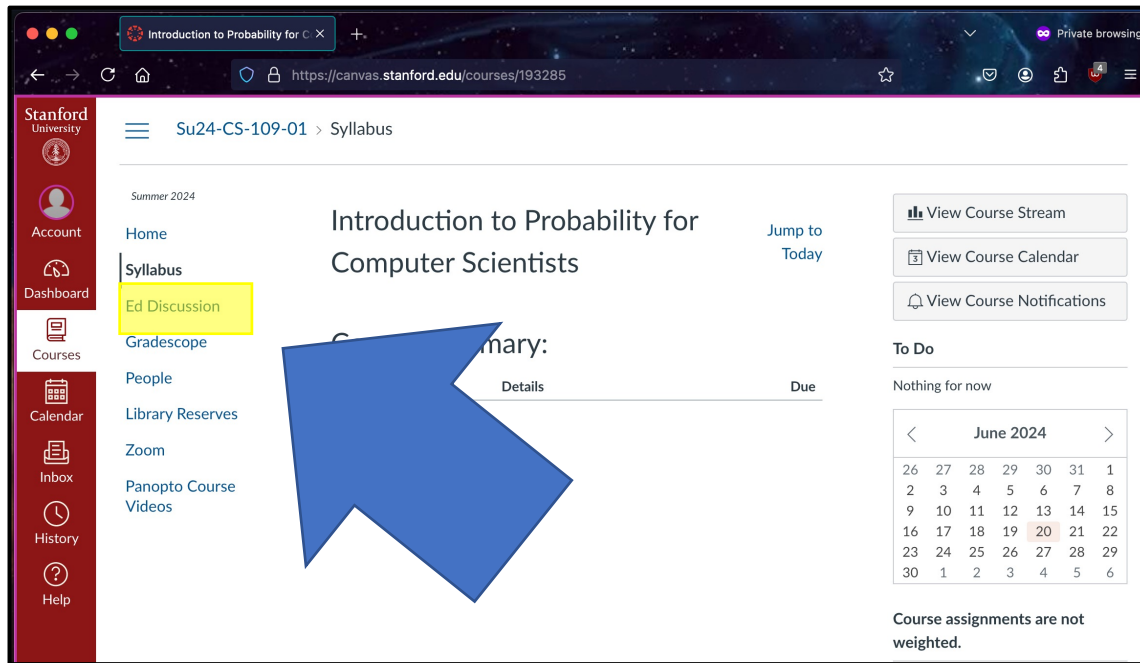 Introduction to Probability for C
Private browsing
https://canvas.stanford.edu/courses/193285
4
Stanford
University
Account
Dashboard
Courses
Calendar
Inbox
History
Help
Su24-CS-109-01 > Syllabus
Summer 2024
Home
Syllabus
Ed Discussion
Gradescope
People
Library Reserves
Zoom
Panopto Course
Videos
Introduction to Probability for
Computer Scientists
Jump to
Today
mary:
Details Due
View Course Stream
3 View Course Calendar
View Course Notifications
To Do
Nothing for now
June 2024
26 27 28 29 30 31 1
2 3 4 5 6 7 8
9 10 11 12 13 14 15
16 17 18 19 20 21 22
23 24 25 26 27 28 29
30 1 2 3 4 5 6
Course assignments are not
weighted.